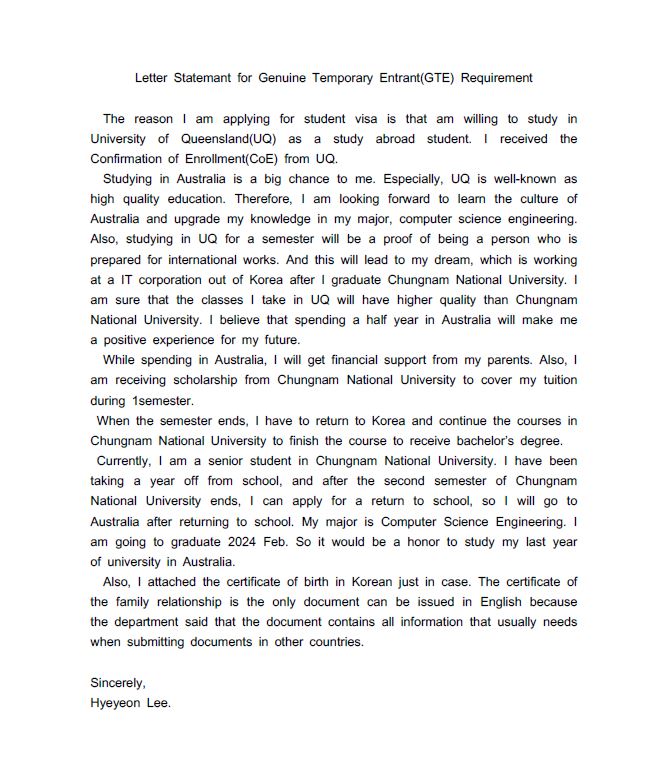 Letter Statemant for Genuine Temporary Entrant(GTE) Requirement
The reason I am applying for student visa is that am willing to study in
University of Queensland(UQ) as a study abroad student. I received the
Confirmation of Enrollment(CoE) from UQ.
Studying in Australia is a big chance to me. Especially, UQ is well-known as
high quality education. Therefore, I am looking forward to learn the culture of
Australia and upgrade my knowledge in my major, computer science engineering.
Also, studying in UQ for a semester will be a proof of being a person who is
prepared for international works. And this will lead to my dream, which is working
at a IT corporation out of Korea after I graduate Chungnam National University. I
am sure that the classes I take in UQ will have higher quality than Chungnam
National University. I believe that spending a half year in Australia will make me
a positive experience for my future.
While spending in Australia, I will get financial support from my parents. Also, I
am receiving scholarship from Chungnam National University to cover my tuition
during 1semester.
When the semester ends, I have to return to Korea and continue the courses in
Chungnam National University to finish the course to receive bachelor's degree.
Currently, I am a senior student in Chungnam National University. I have been
taking a year off from school, and after the second semester of Chungnam
National University ends, I can apply for a return to school, so I will go to
Australia after returning to school. My major is Computer Science Engineering. I
am going to graduate 2024 Feb. So it would be a honor to study my last year
of university in Australia.
Also, I attached the certificate of birth in Korean just in case. The certificate of
the family relationship is the only document can be issued in English because
the department said that the document contains all information that usually needs
when submitting documents in other countries.
Sincerely,
Hyeyeon Lee.